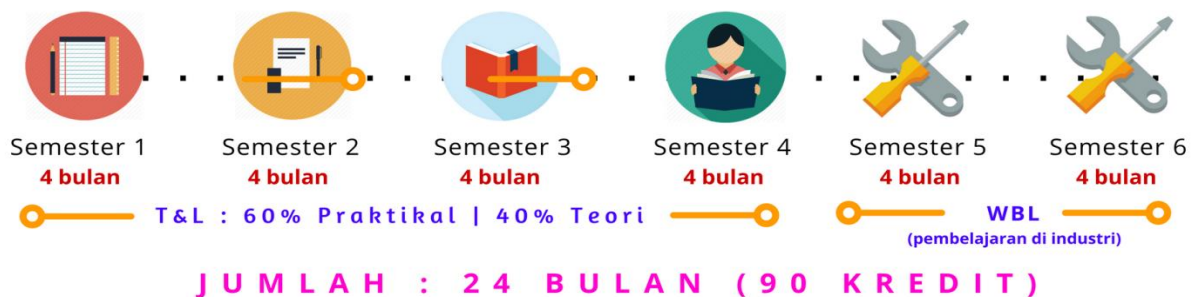 Semester 1 Semester 2 Semester 3 Semester 4 Semester 5 Semester 6
4 bulan 4 bulan 4 bulan 4 bulan 4 bulan 4 bulan
T&L : 60% Praktikal | 40% Teori WBL
(pembelajaran di industri)
JUMLAH : 24 BULAN (90 KREDIT)